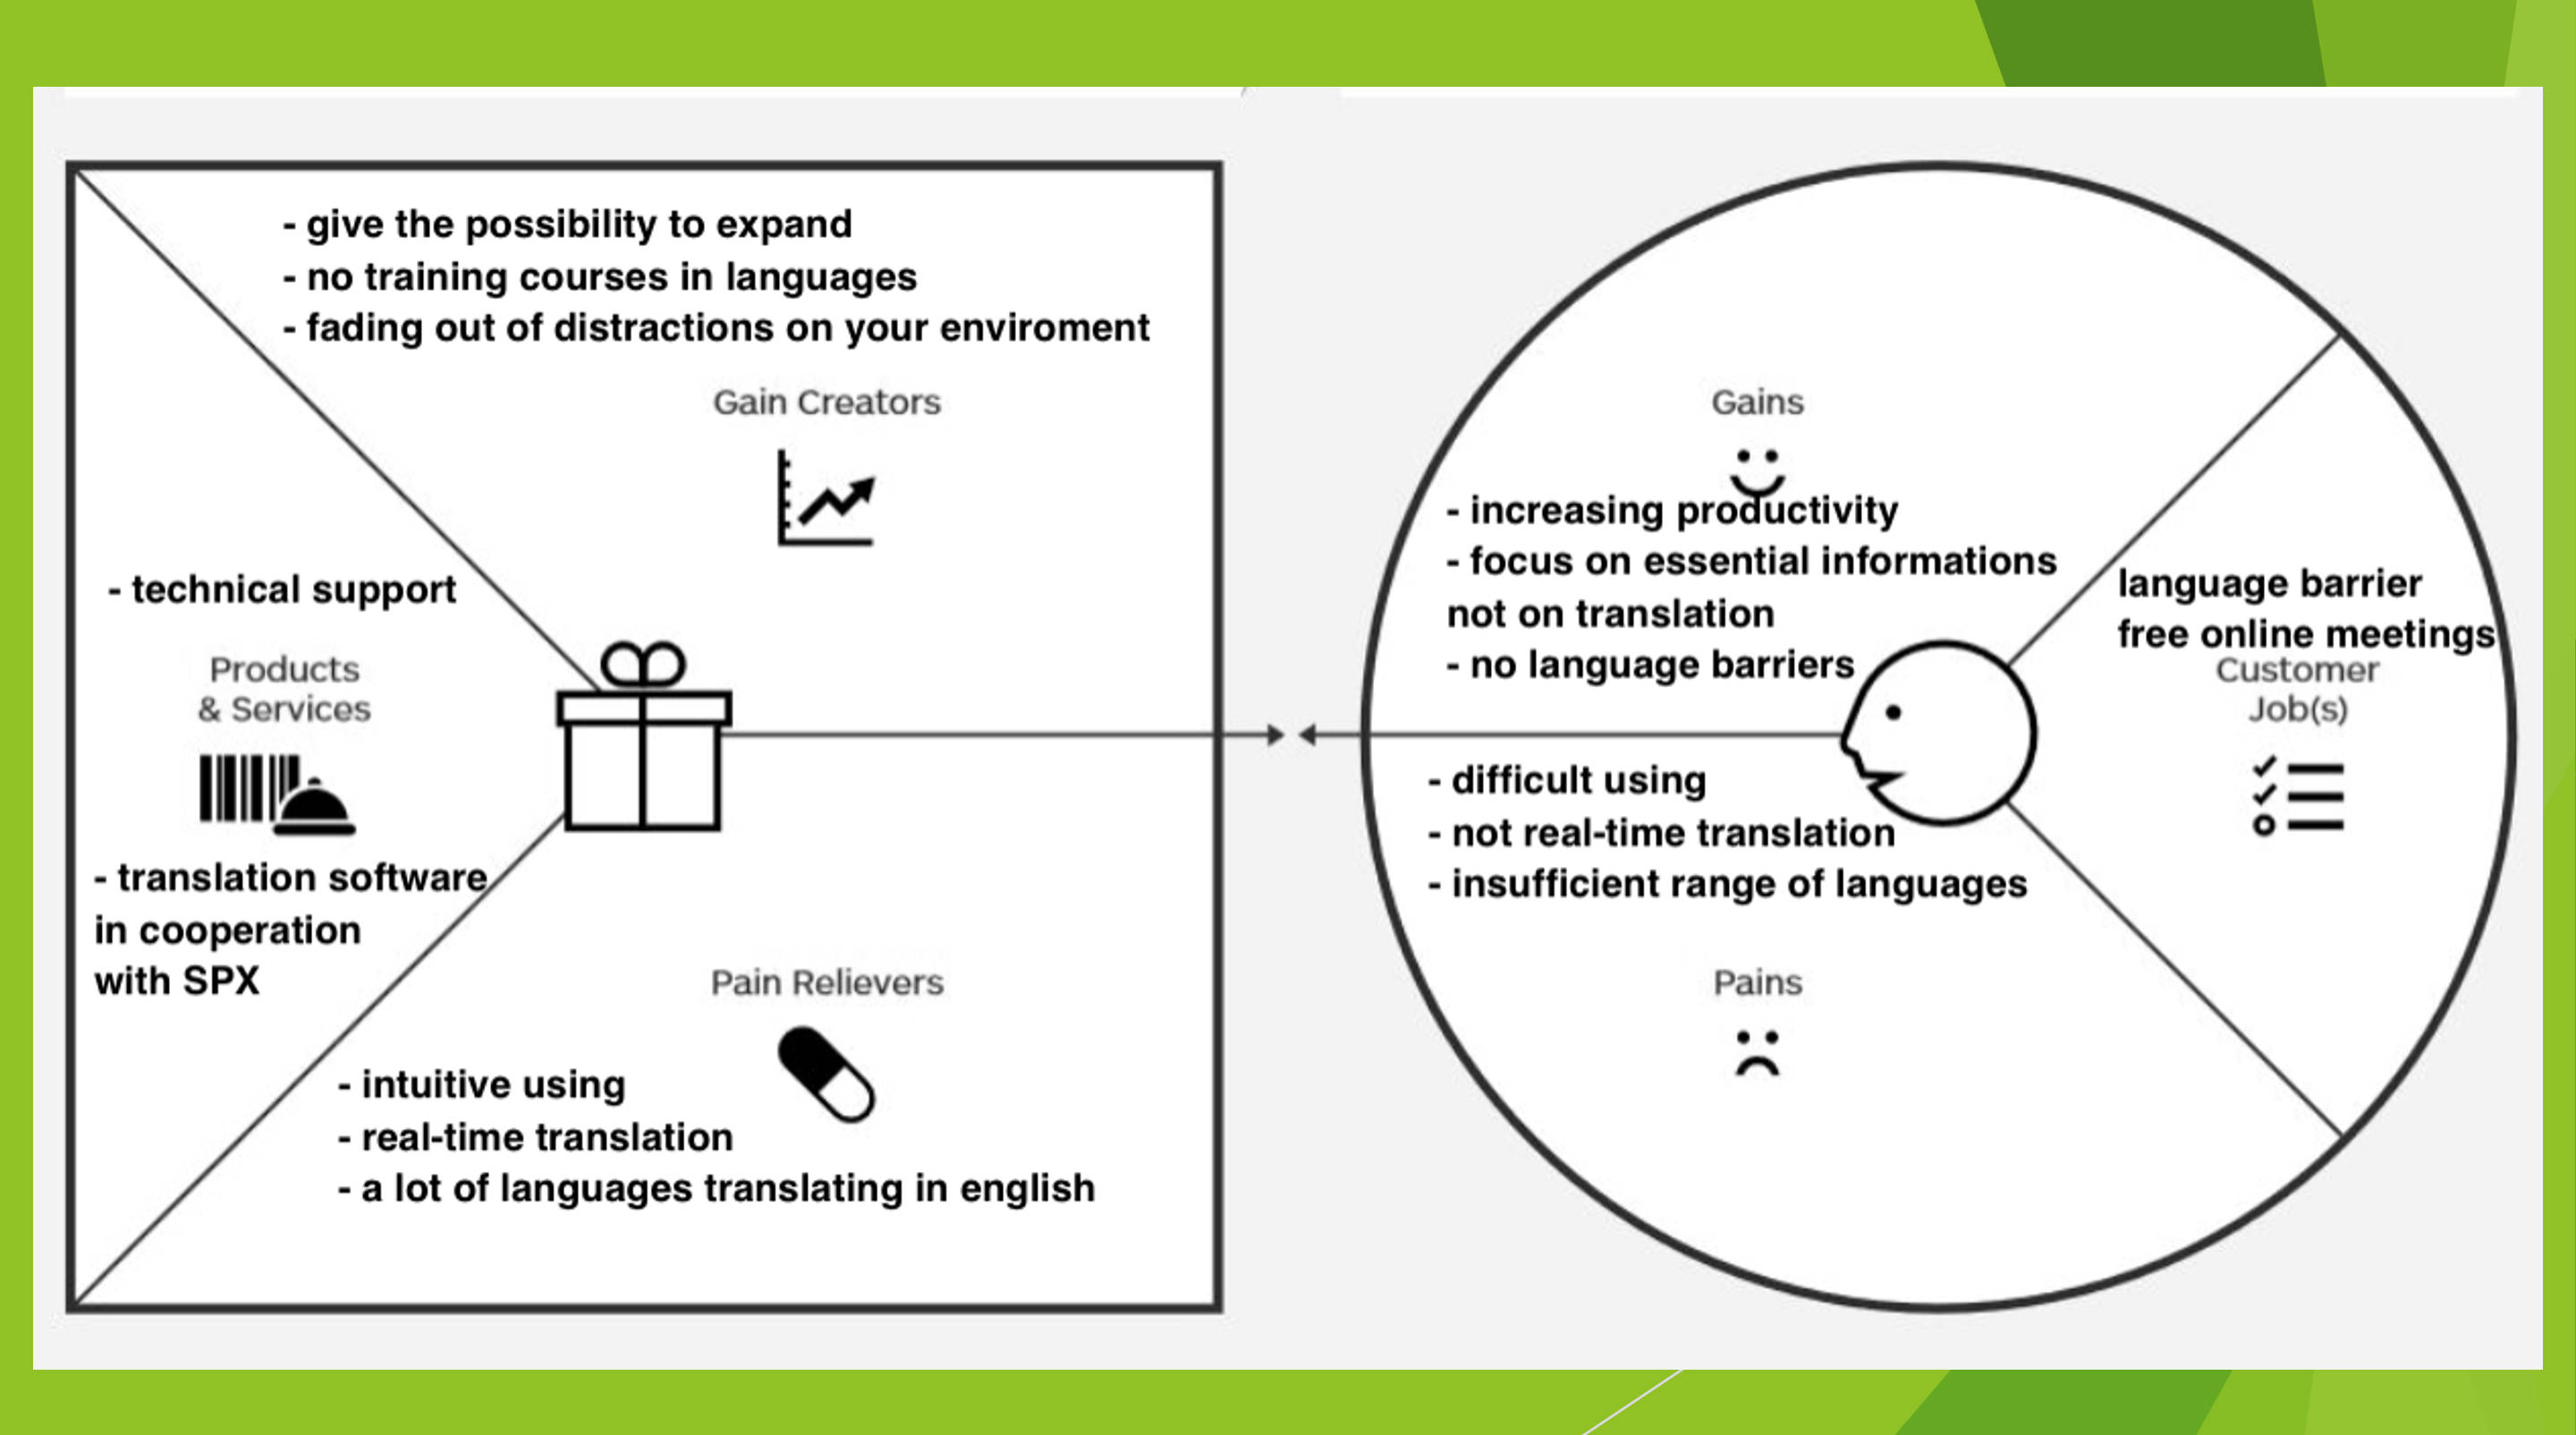 - give the possibility to expand
- no training courses in languages
- fading out of distractions on your enviroment
Gain Creators
- technical support
Products
& Services
- translation software
in cooperation
with SPX
Pain Relievers
- intuitive using
- real-time translation
- a lot of languages translating in english
Gains
- increasing productivity
- focus on essential informations
not on translation
- no language barriers
language barrier
free online meetings
Customer
Job(s)
- difficult using
- not real-time translation
- insufficient range of languages
Pains